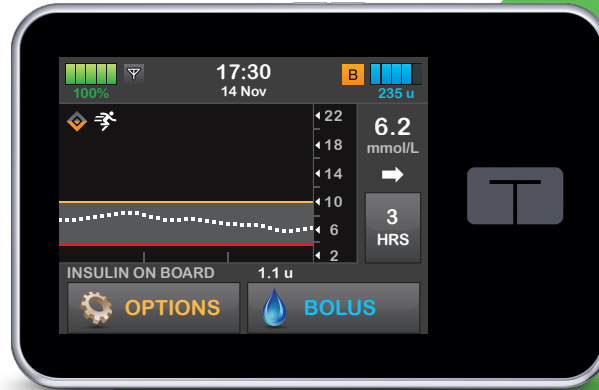 17:30
14 Nov
100%
B
235 u
22
18
14
10
6
2
6.2
mmol/L
3
HRS
INSULIN ON BOARD 1.1 u
OPTIONS
BOLUS